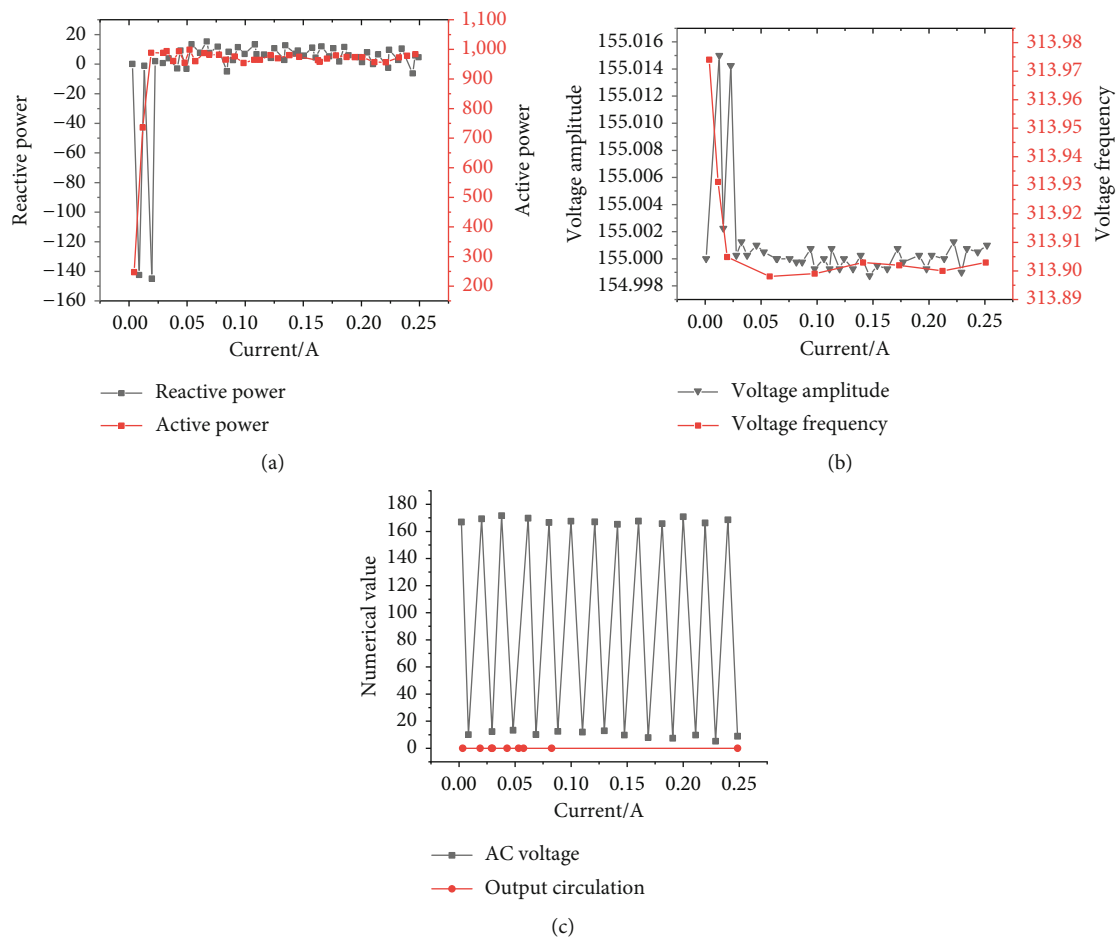 20
0
−20
−40
−60
−80
−100
−120
−140
−160
Reactive power
1,100
1,000
900
800
700
600
500
400
300
200
Active power
0.00 0.05 0.10 0.15 0.20 0.25
Current/A
Reactive power
Active power
(a)
155.016
155.014
155.012
155.010
155.008
155.006
155.004
155.002
155.000
154.998
Voltage amplitude
313.98
313.97
313.96
313.95
313.94
313.93
313.92
313.91
313.90
313.89
Voltage frequency
0.00 0.05 0.10 0.15 0.20 0.25
Current/A
Voltage amplitude
Voltage frequency
(b)
180
160
140
120
100
80
60
40
20
0
Numerical value
0.00 0.05 0.10 0.15 0.20 0.25
Current/A
AC voltage
Output circulation
(c)